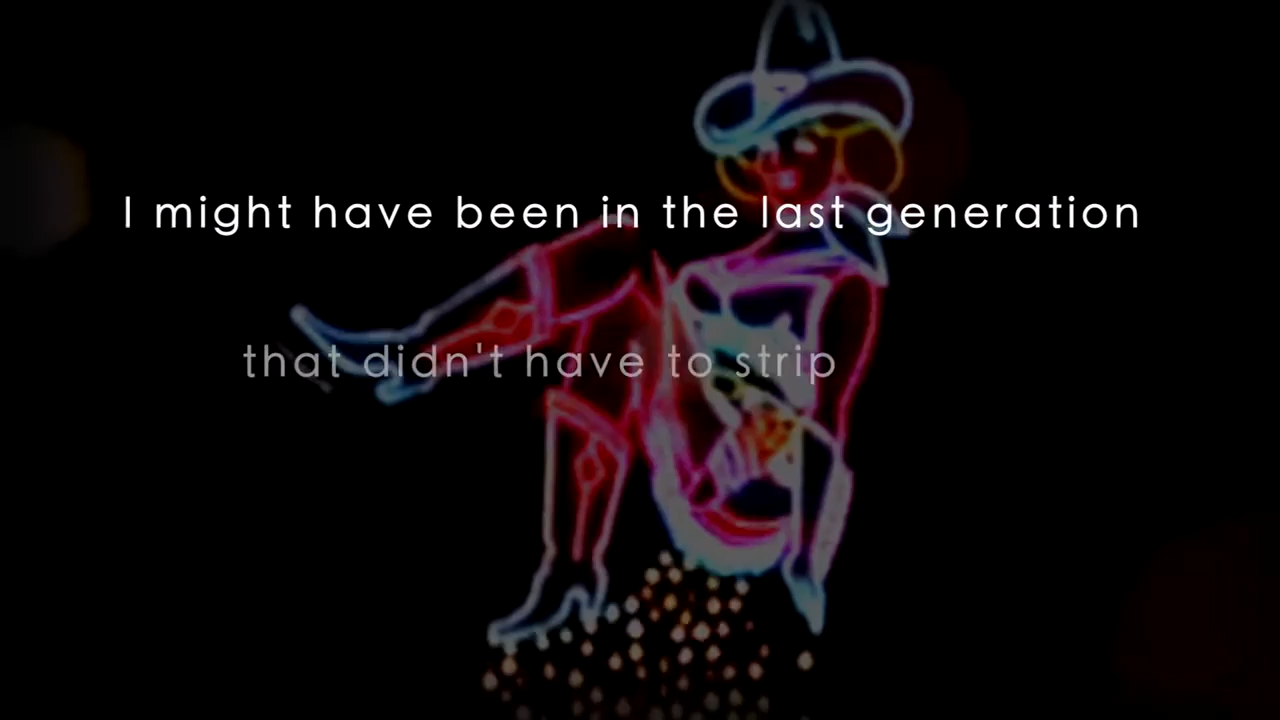 I might have been in the last generation
that didn't have to strip